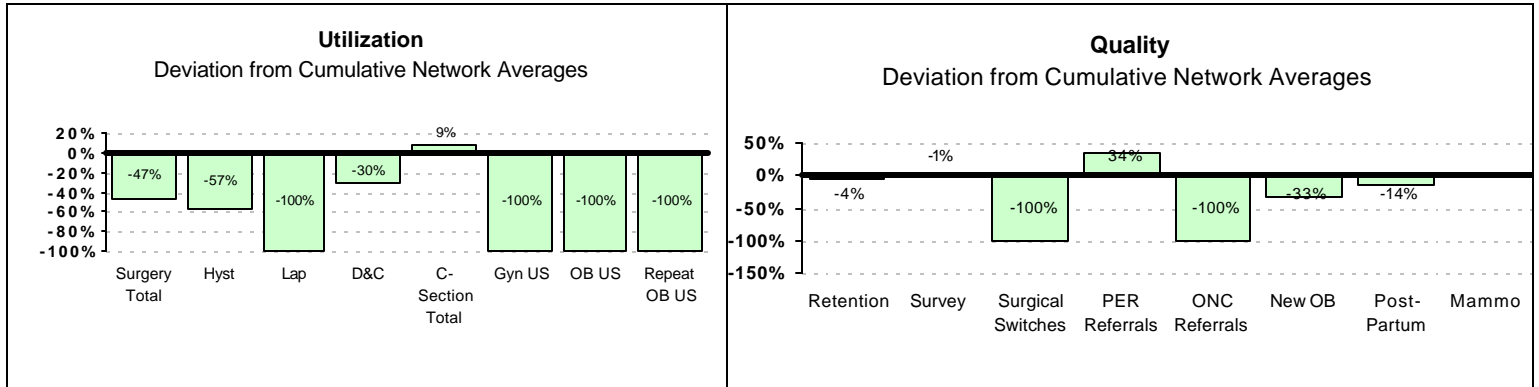 Utilization
Deviation from Cumulative Network Averages
20%
0%
-20%
-40%
-60%
-80%
-100%
-47%
-57%
-100%
-30%
9%
-100%
-100%
-100%
Surgery Total
Hyst
Lap
D&C
C-Section Total
Gyn US
OB US
Repeat OB US
Quality
Deviation from Cumulative Network Averages
50%
0%
-50%
-100%
-150%
-4%
-1%
-100%
34%
-100%
-33%
-14%
Retention
Survey
Surgical Switches
PER Referrals
ONC Referrals
New OB
Post-Partum
Mammo